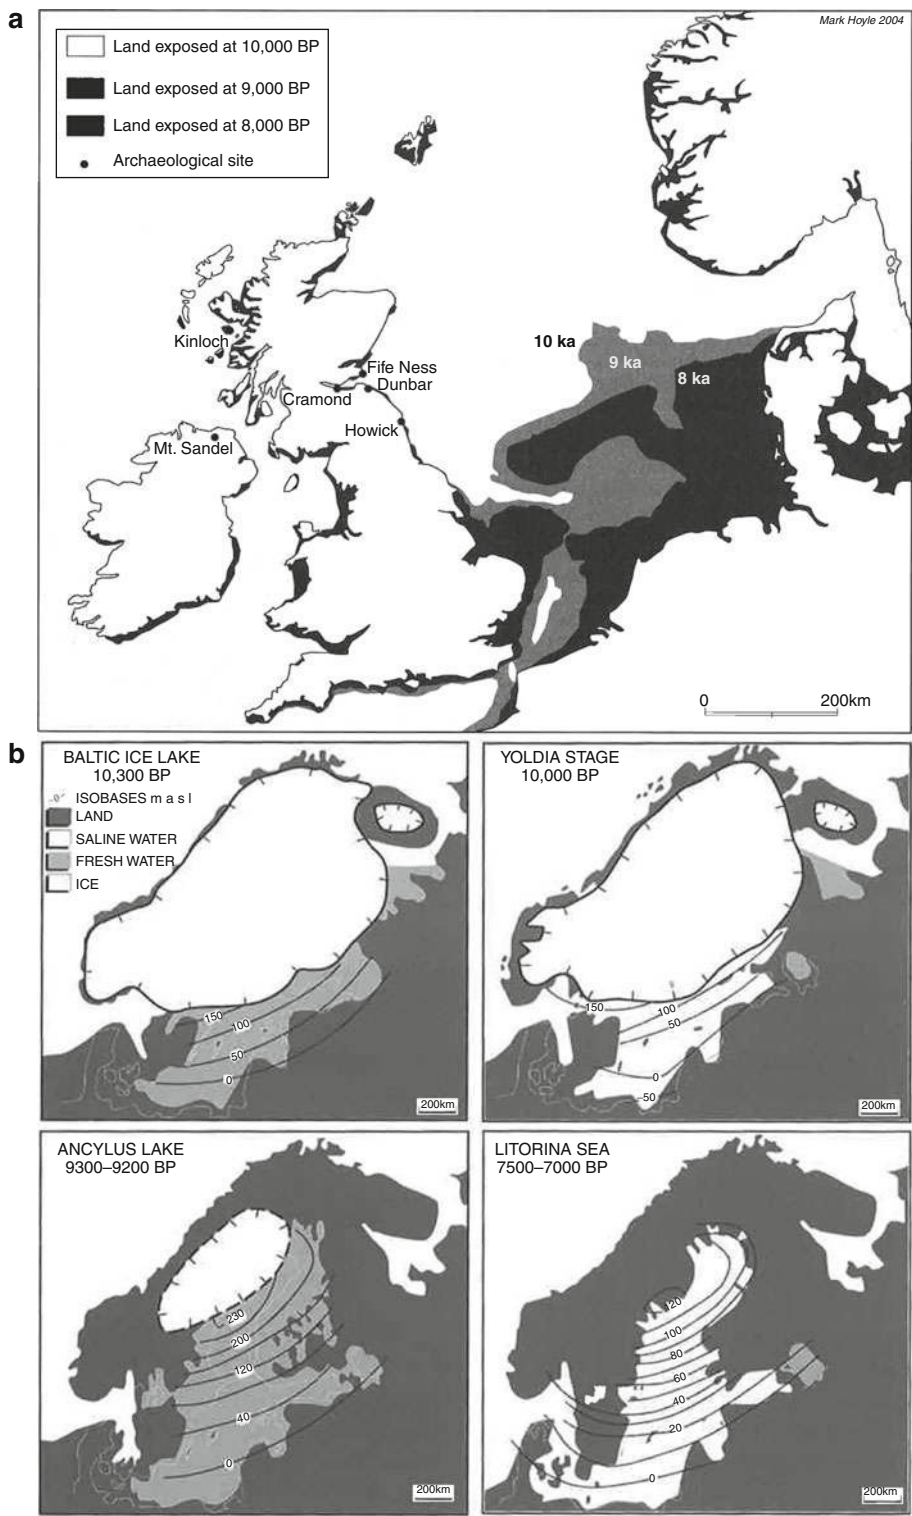 a
Mark Hoyle 2004
Land exposed at 10,000 BP
Land exposed at 9,000 BP
Land exposed at 8,000 BP
Archaeological site
Kinloch
10 ka
9 ka
8 ka
Fife Ness
Dunbar
Cramond
Howick
Mt. Sandel
0 200km
b
BALTIC ICE LAKE
10,300 BP
ISOBASES m a s l
LAND
SALINE WATER
FRESH WATER
ICE
150
100
50
0
200km
YOLDIA STAGE
10,000 BP
150
100
50
0
-50
200km
ANCYLUS LAKE
9300–9200 BP
230
200
120
40
0
200km
LITORINA SEA
7500–7000 BP
120
100
80
60
40
20
0
200km